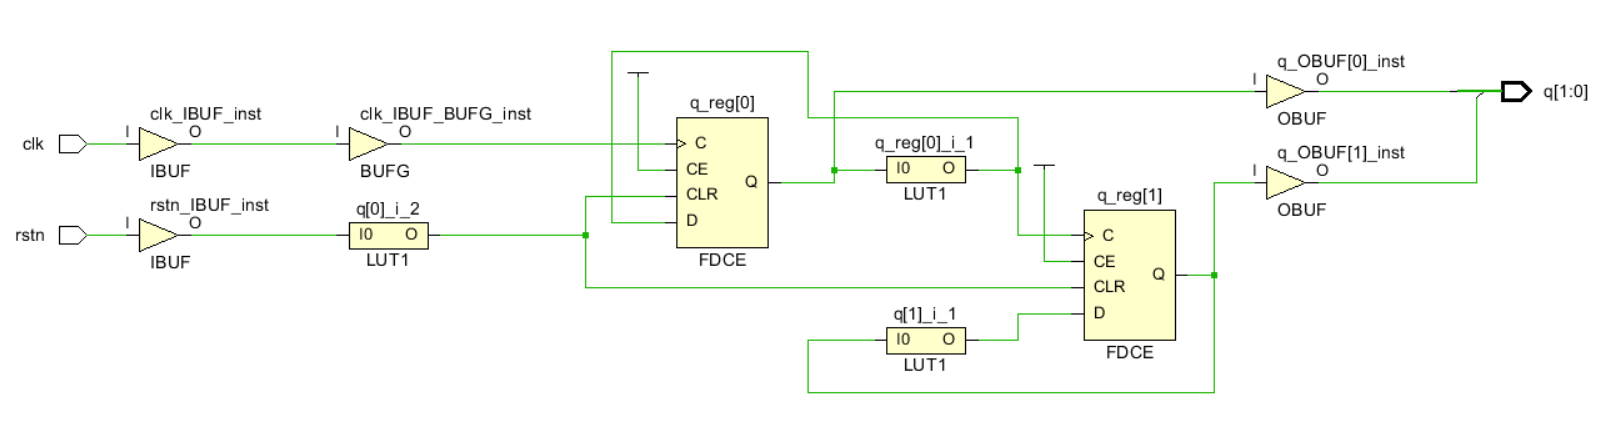 clk
I
clk_IBUF_inst
O
IBUF
I
clk_IBUF_BUFG_inst
O
BUFG
rstn
I
rstn_IBUF_inst
O
IBUF
q[0]_i_2
I0 O
LUT1
q_reg[0]
C
CE
CLR
D
Q
FDCE
q_reg[0]_i_1
I0 O
LUT1
q[1]_i_1
I0 O
LUT1
q_reg[1]
C
CE
CLR
D
Q
FDCE
I
q_OBUF[0]_inst
O
OBUF
I
q_OBUF[1]_inst
O
OBUF
q[1:0]